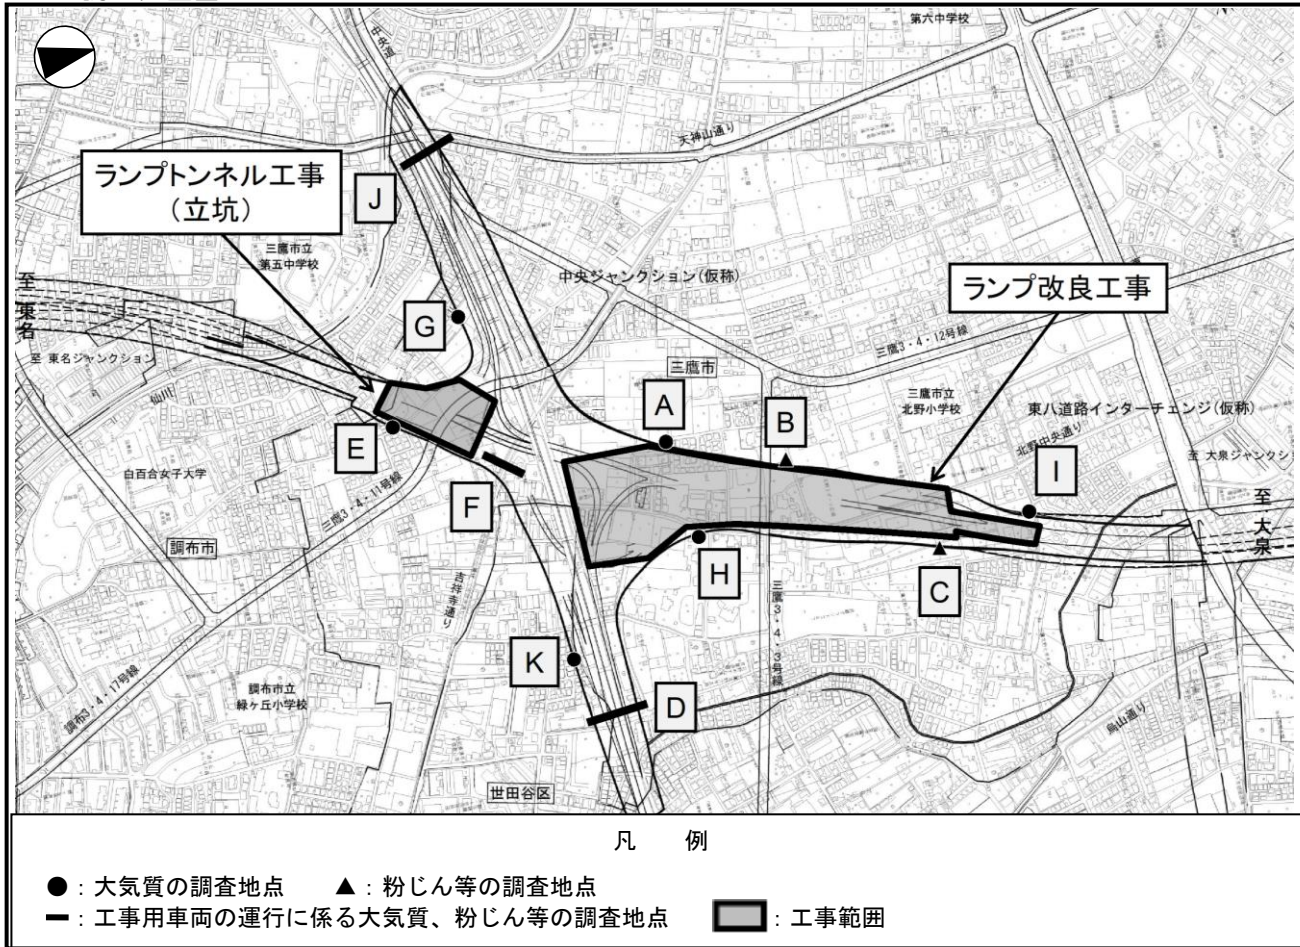 中央道
第六中学校
天神山通り
ランプトンネル工事
（立坑）
J
三鷹市立
第五中学校
至 東名
中央ジャンクション(仮称)
ランプ改良工事
G
至 東名ジャンクション
仙川
三鷹市
三鷹3・4・12号線
三鷹市立
北野小学校
東八道路インターチェンジ(仮称)
A
B
北野中央通り
E
I
至 大泉ジャンクシ
白百合女子大学
三鷹3・4・11号線
F
至 大泉
調布市
吉祥寺通り
H
C
三鷹3・4・3号線
K
調布市立
緑ヶ丘小学校
調布3・4・17号線
D
烏山通り
世田谷区
凡 例
●：大気質の調査地点 ▲：粉じん等の調査地点
━：工事用車両の運行に係る大気質、粉じん等の調査地点 ：工事範囲